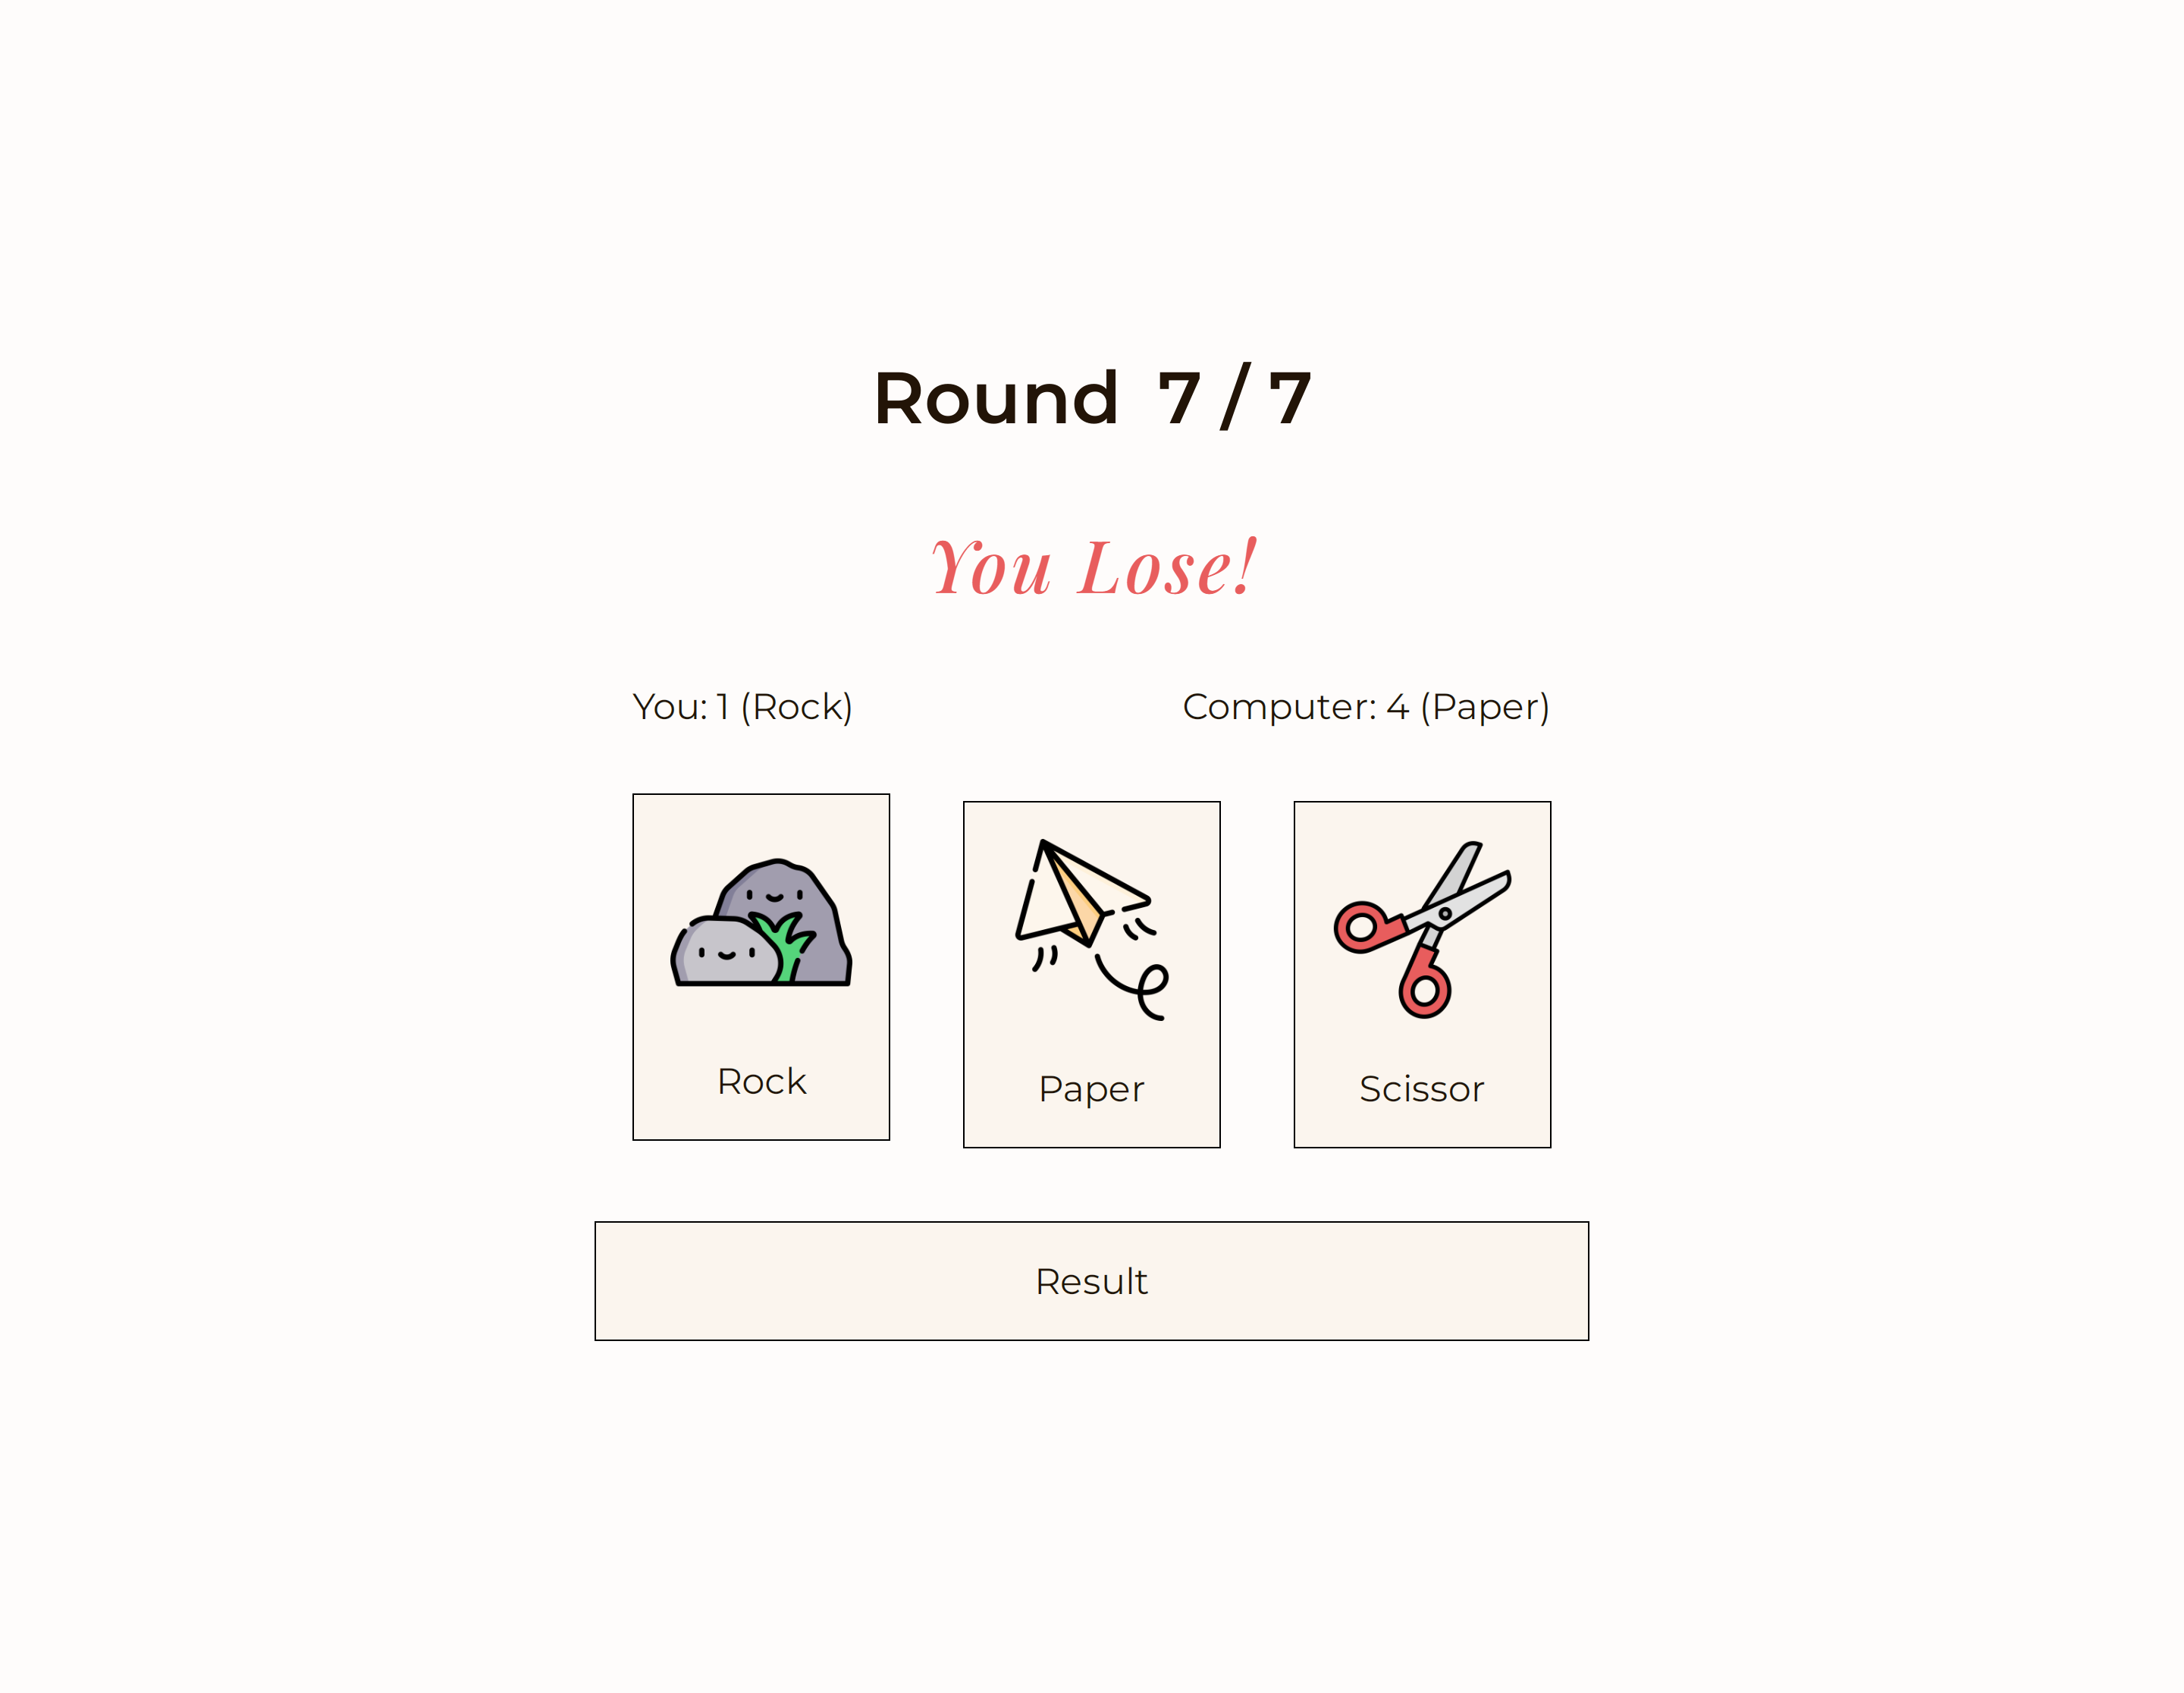 Round 7/7
You Lose!
You: 1 (Rock) Computer: 4 (Paper)
Rock Paper Scissor
Result